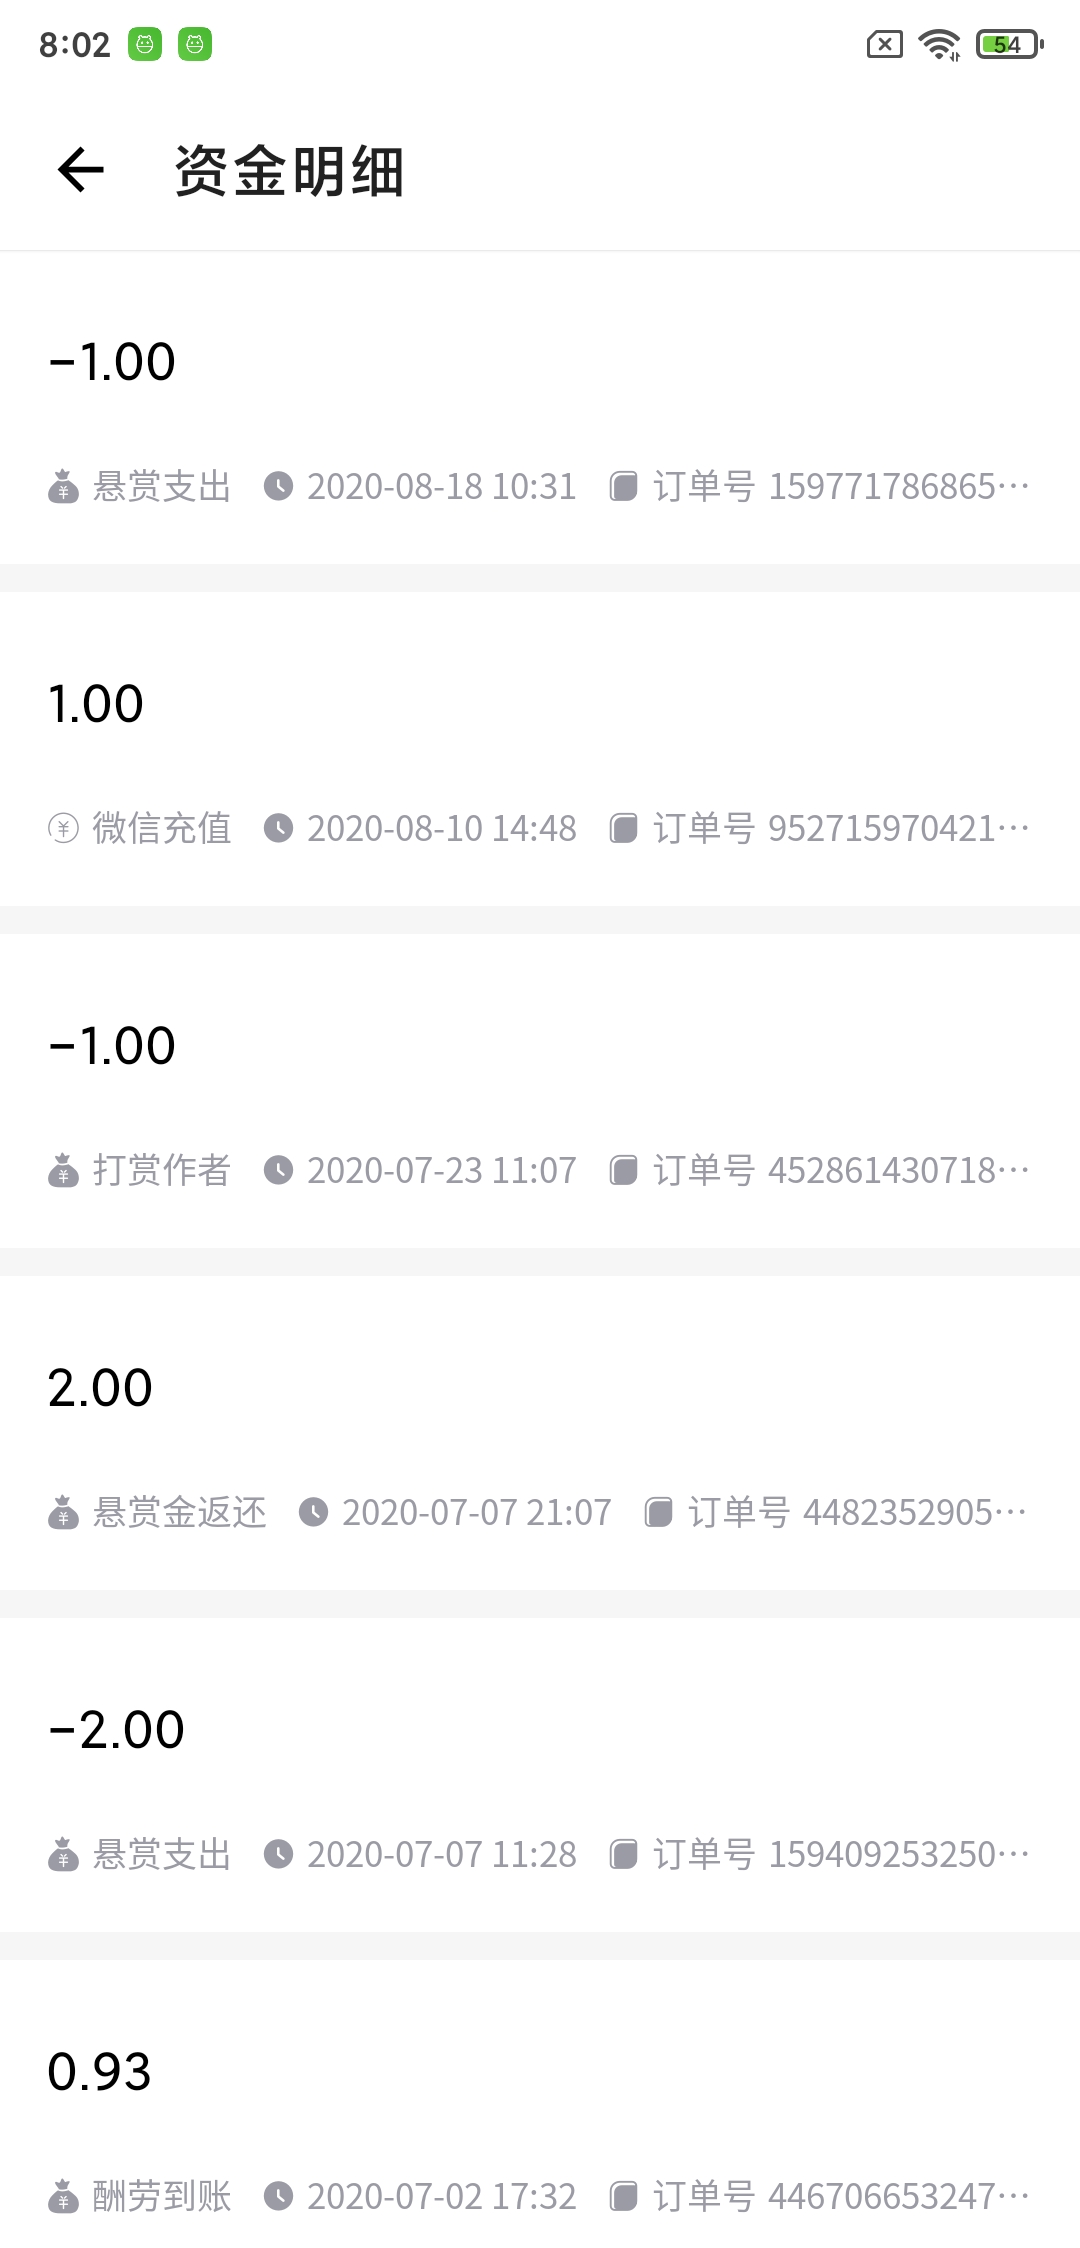 8:02
54
资金明细
-1.00
悬赏支出 2020-08-18 10:31 订单号 159771786865…
1.00
微信充值 2020-08-10 14:48 订单号 952715970421…
-1.00
打赏作者 2020-07-23 11:07 订单号 452861430718…
2.00
悬赏金返还 2020-07-07 21:07 订单号 4482352905…
-2.00
悬赏支出 2020-07-07 11:28 订单号 159409253250…
0.93
酬劳到账 2020-07-02 17:32 订单号 446706653247…